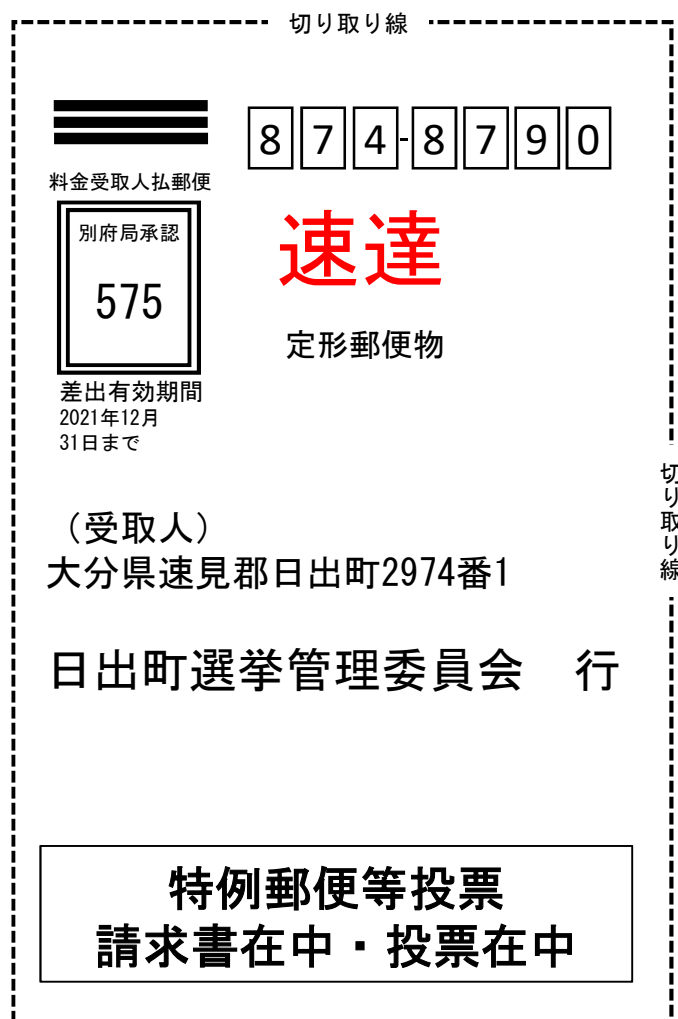 切り取り線
874-8790
料金受取人払郵便
別府局承認
575
速達
定形郵便物
差出有効期間
2021年12月
31日まで
切り取り線
（受取人）
大分県速見郡日出町2974番1
日出町選挙管理委員会　行
特例郵便等投票
請求書在中・投票在中